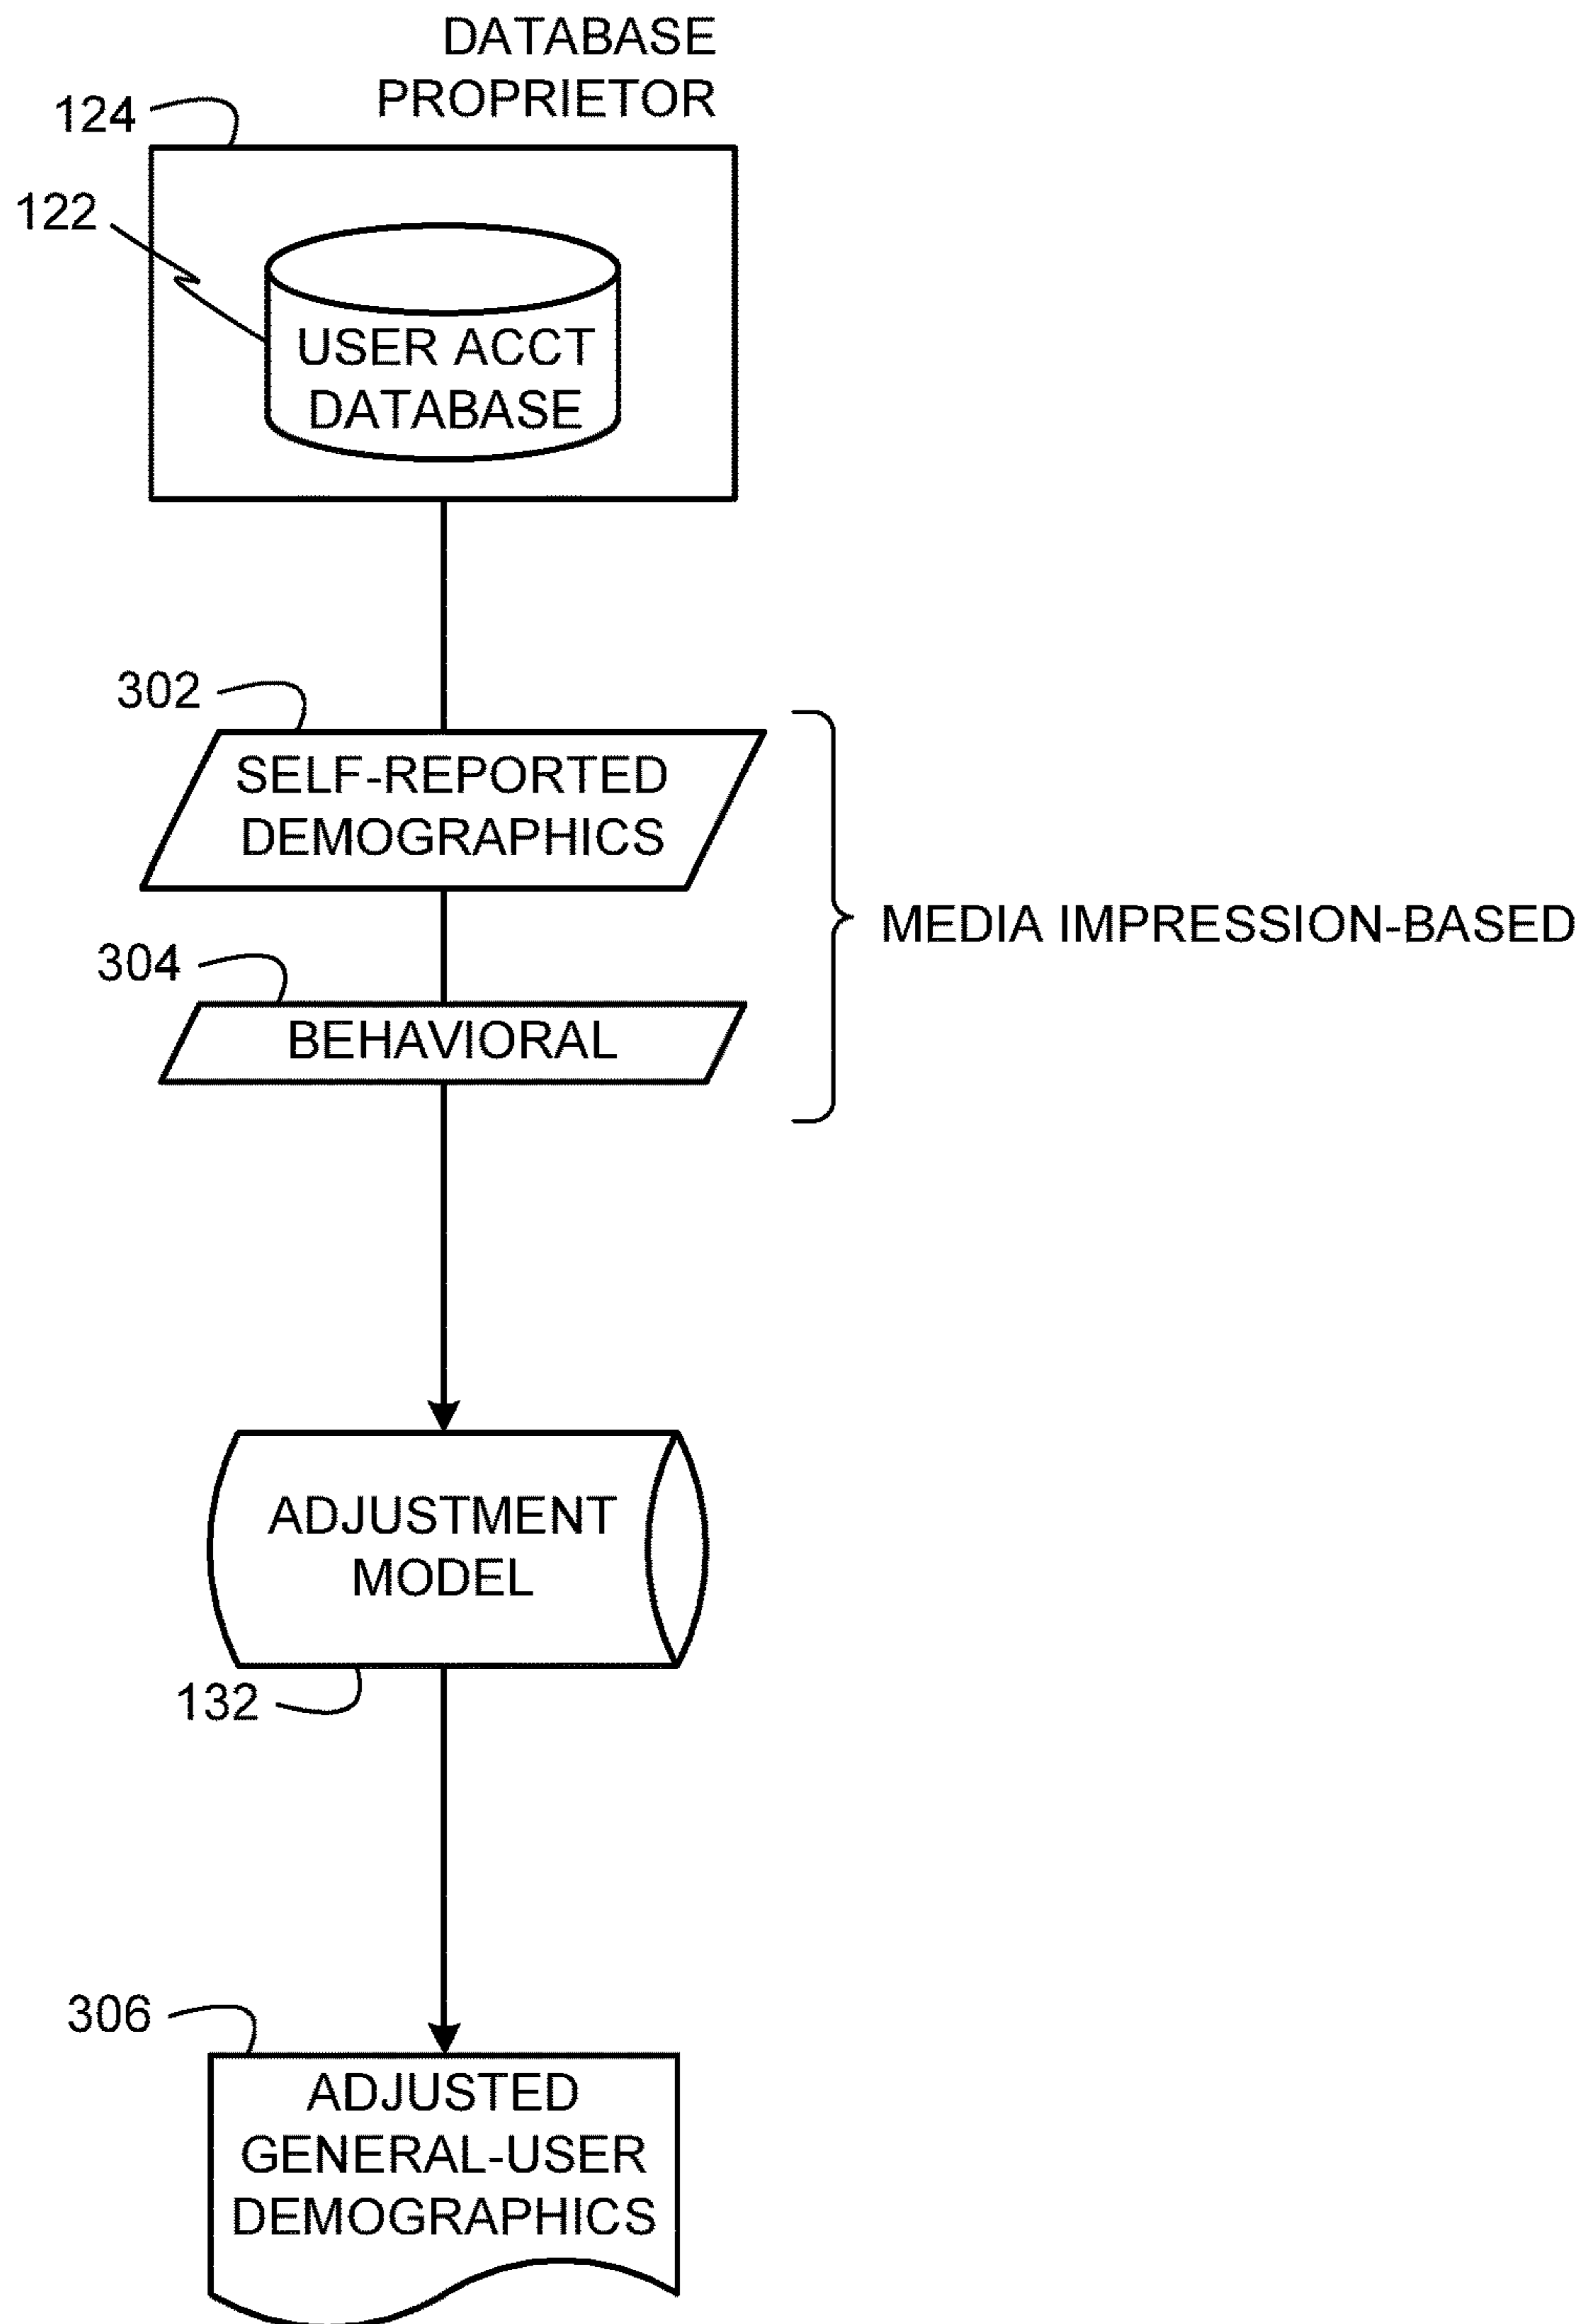 DATABASE
PROPRIETOR
124
122
USER ACCT
DATABASE
302
SELF-REPORTED
DEMOGRAPHICS
MEDIA IMPRESSION-BASED
304
BEHAVIORAL
ADJUSTMENT
MODEL
132
306
ADJUSTED
GENERAL-USER
DEMOGRAPHICS